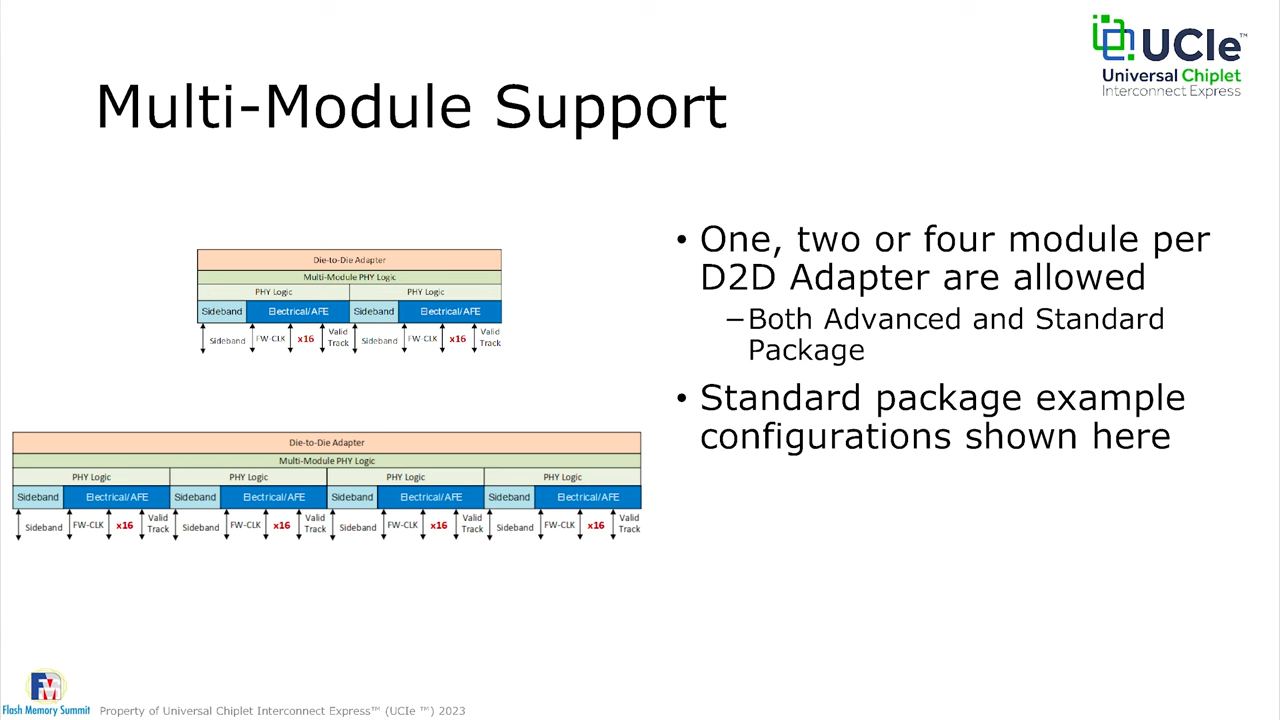 UCIe™
Universal Chiplet
Interconnect Express
Multi-Module Support
Die-to-Die Adapter
Multi-Module PHY Logic
PHY Logic PHY Logic
Sideband Electrical/AFE Sideband Electrical/AFE
Sideband FW-CLK x16 Valid Track Sideband FW-CLK x16 Valid Track
Die-to-Die Adapter
Multi-Module PHY Logic
PHY Logic PHY Logic PHY Logic PHY Logic
Sideband Electrical/AFE Sideband Electrical/AFE Sideband Electrical/AFE Sideband Electrical/AFE
Sideband FW-CLK x16 Valid Track Sideband FW-CLK x16 Valid Track Sideband FW-CLK x16 Valid Track Sideband FW-CLK x16 Valid Track
• One, two or four module per
D2D Adapter are allowed
–Both Advanced and Standard
Package
• Standard package example
configurations shown here
FMS
Flash Memory Summit
Property of Universal Chiplet Interconnect Express™ (UCIe ™) 2023